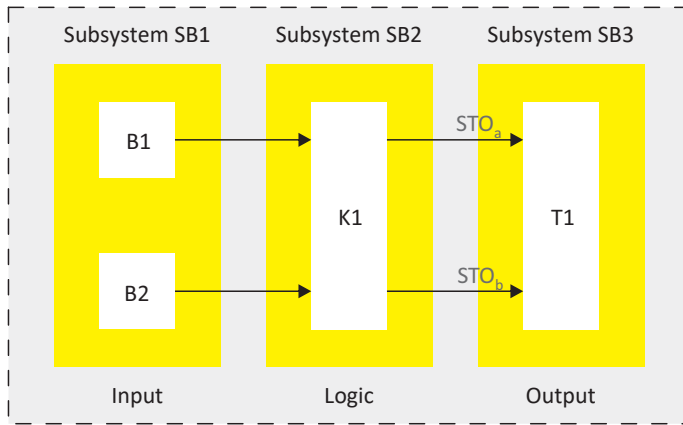 Subsystem SB1 Subsystem SB2 Subsystem SB3
B1
STOa
K1
T1
B2
STOb
Input Logic Output